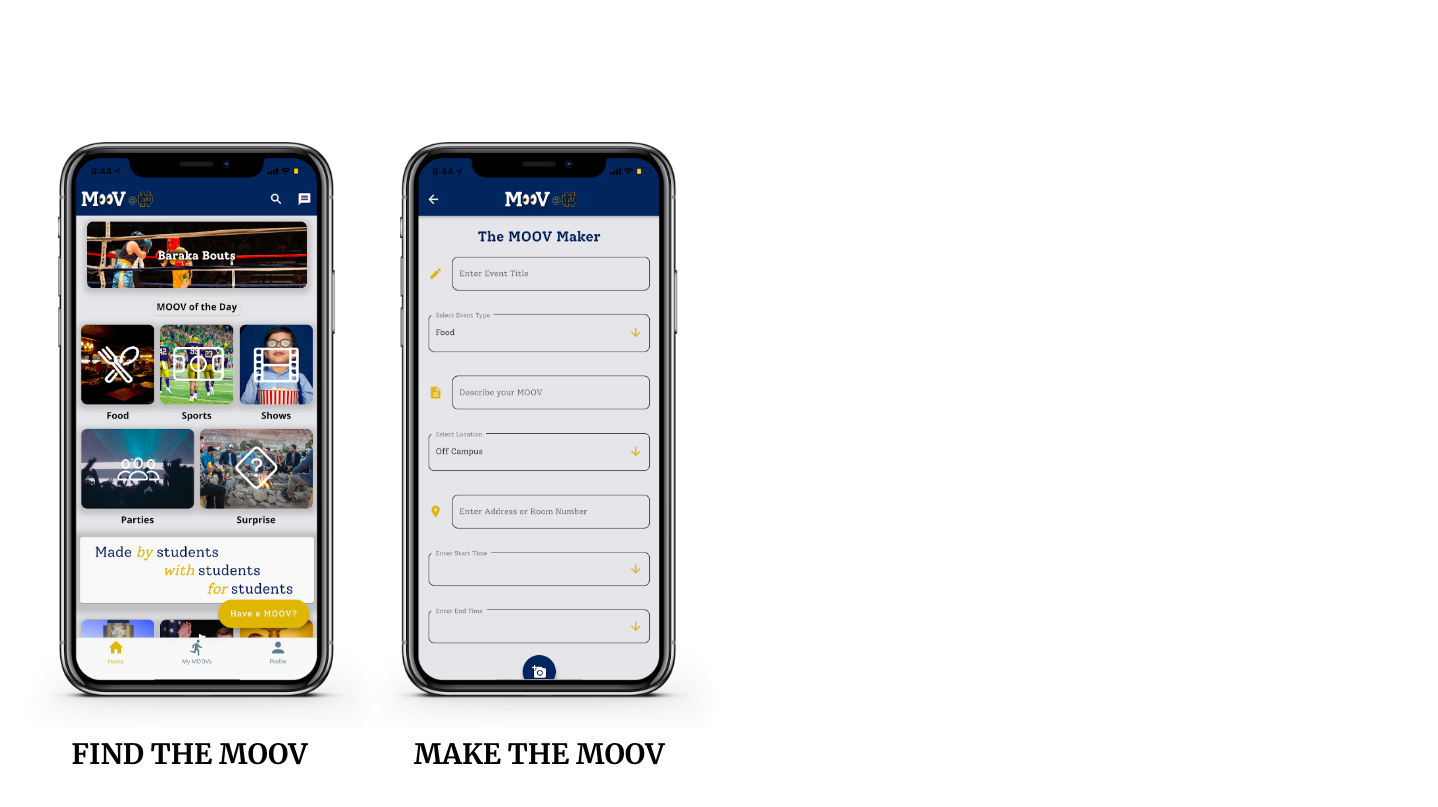 9:44
MOOV @ND
Baraka Bouts
MOOV of the Day
Food
Sports
Shows
Parties
Surprise
Made by students
with students
for students
Have a MOOV?
Home
My MOOVs
Profile
FIND THE MOOV
9:44
MOOV @ND
The MOOV Maker
Enter Event Title
Select Event Type
Food
Describe your MOOV
Select Location
Off Campus
Enter Address or Room Number
Enter Start Time
Enter End Time
MAKE THE MOOV